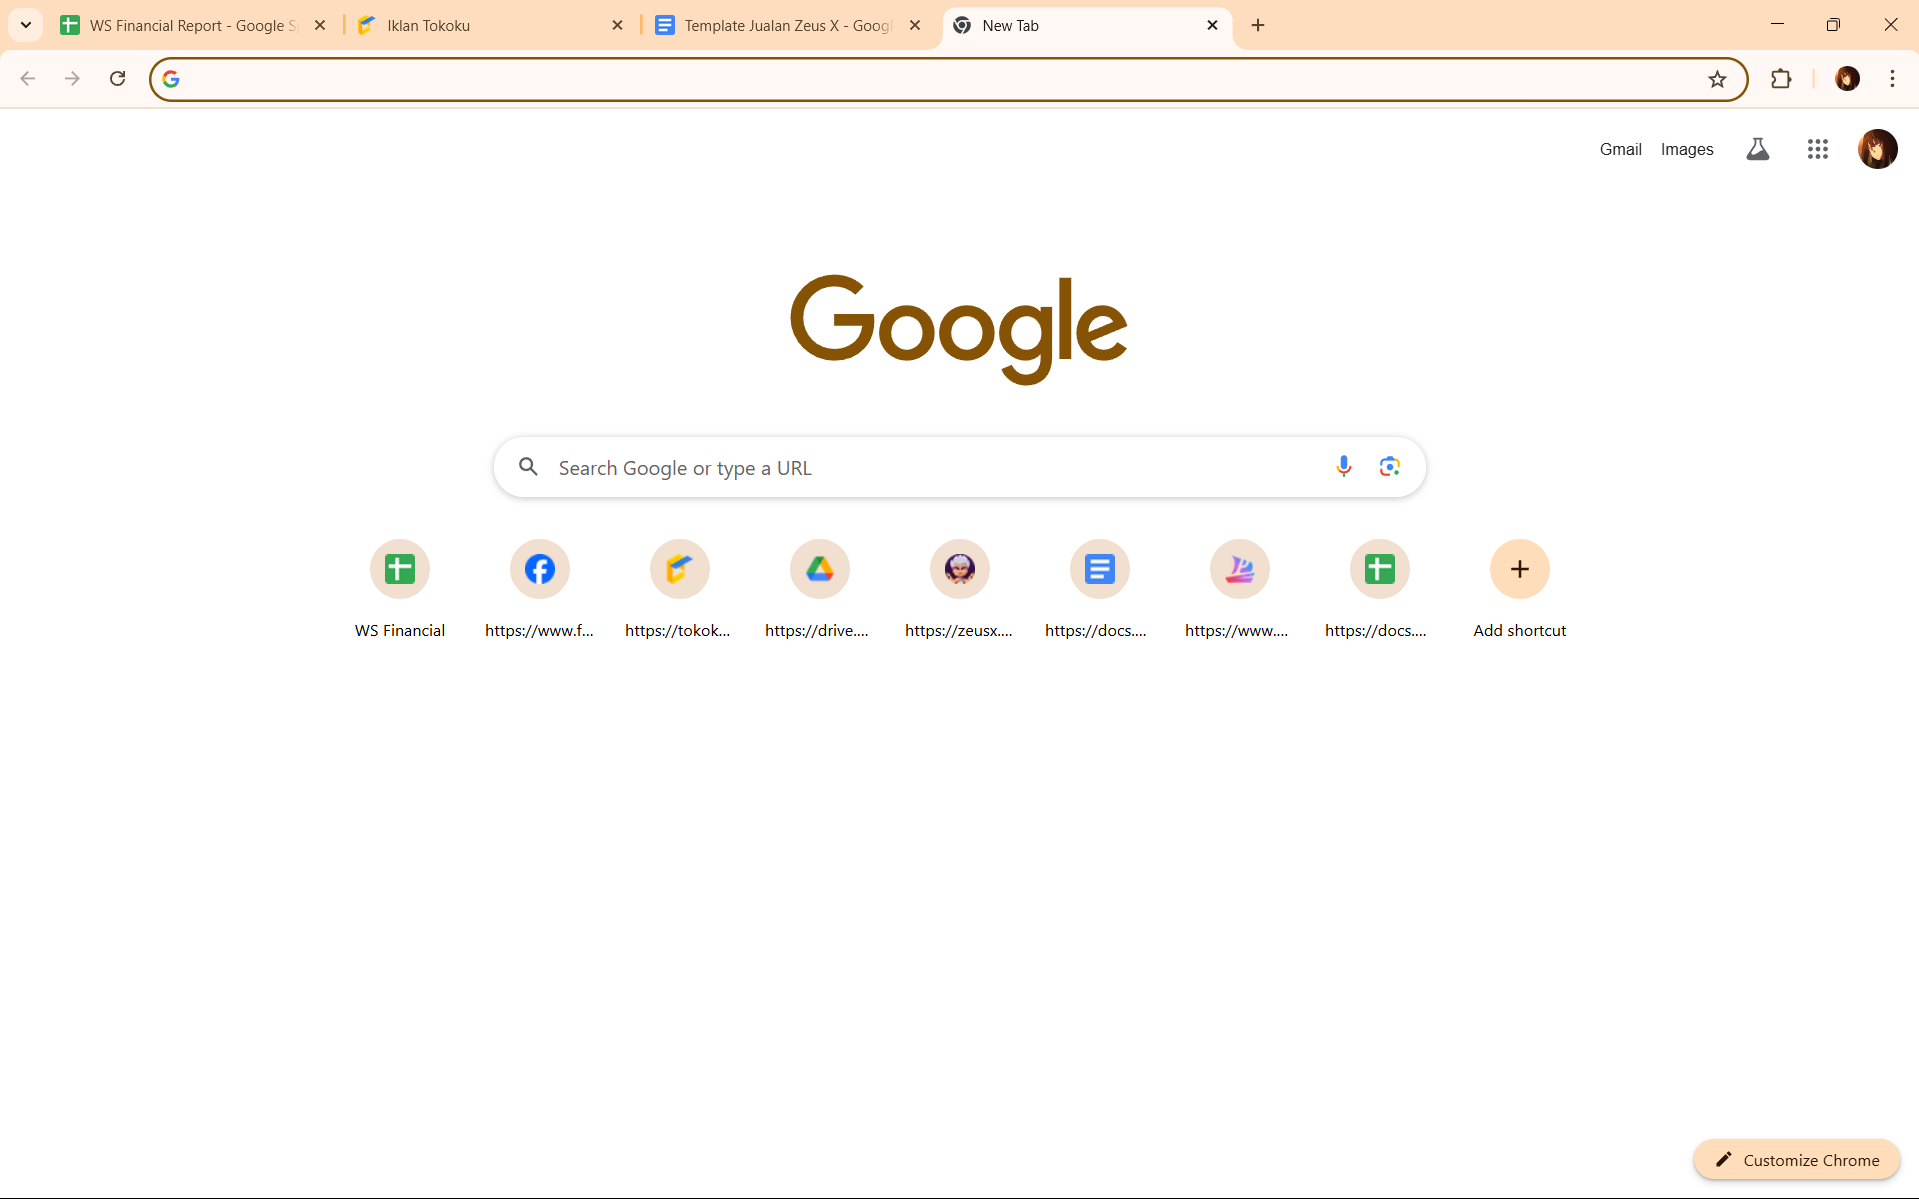 WS Financial Report - Google S
Iklan Tokoku
Template Jualan Zeus X - Googl
New Tab
Gmail
Images
Google
Search Google or type a URL
WS Financial
https://www.f...
https://tokok...
https://drive....
https://zeusx....
https://docs....
https://www....
https://docs....
Add shortcut
Customize Chrome